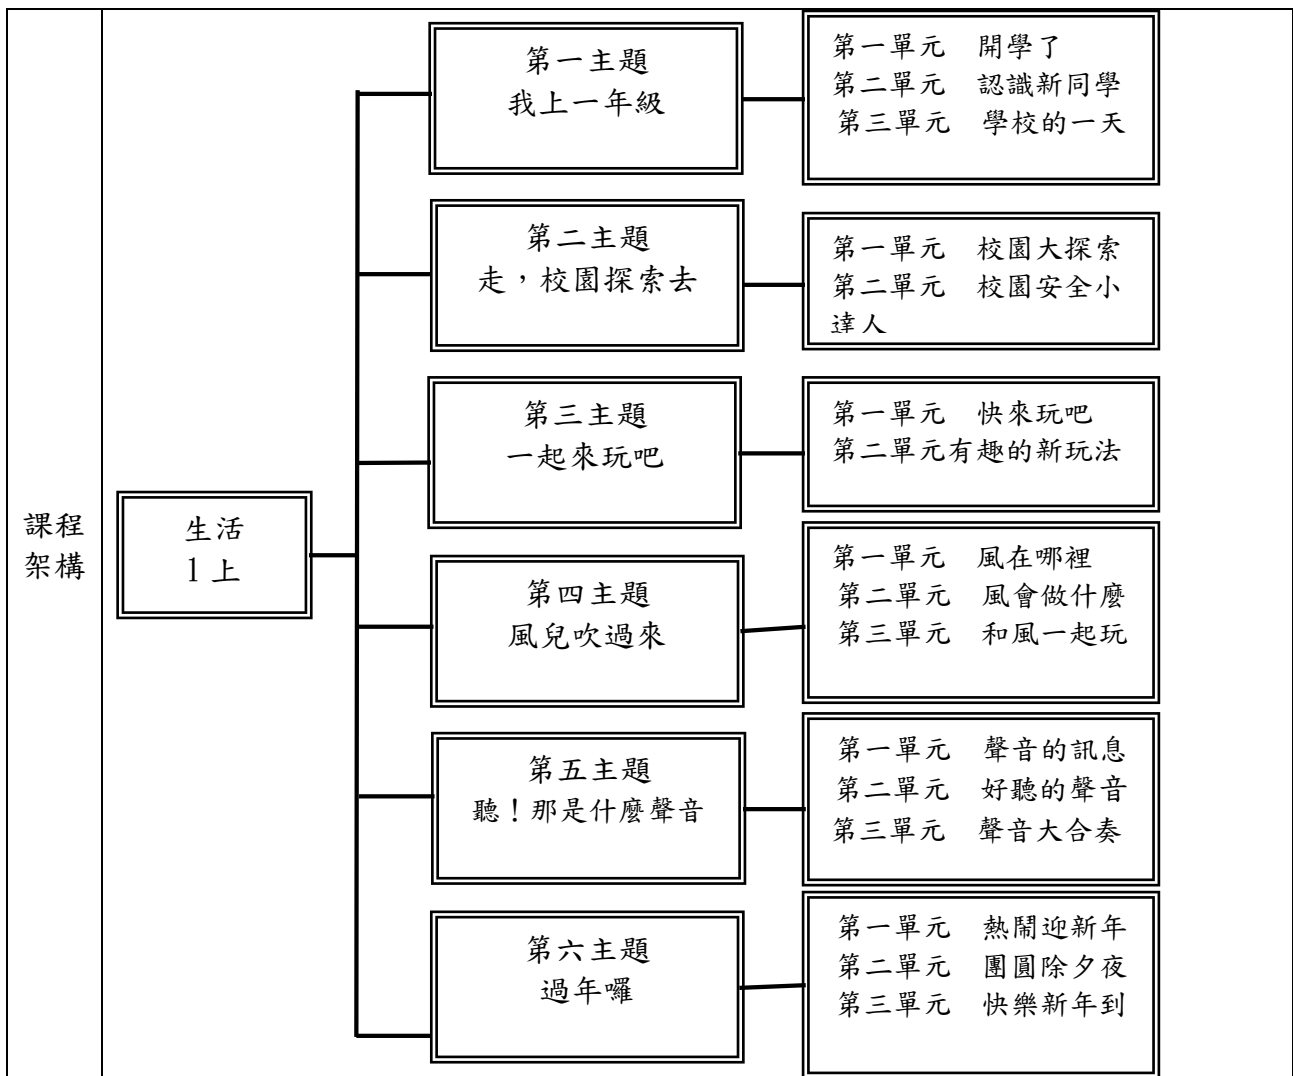 課程
架構
生活
1上
第一主題
我上一年級
第一單元　開學了
第二單元　認識新同學
第三單元　學校的一天
第二主題
走，校園探索去
第一單元　校園大探索
第二單元　校園安全小
達人
第三主題
一起來玩吧
第一單元　快來玩吧
第二單元有趣的新玩法
第四主題
風兒吹過來
第一單元　風在哪裡
第二單元　風會做什麼
第三單元　和風一起玩
第五主題
聽！那是什麼聲音
第一單元　聲音的訊息
第二單元　好聽的聲音
第三單元　聲音大合奏
第六主題
過年囉
第一單元　熱鬧迎新年
第二單元　團圓除夕夜
第三單元　快樂新年到